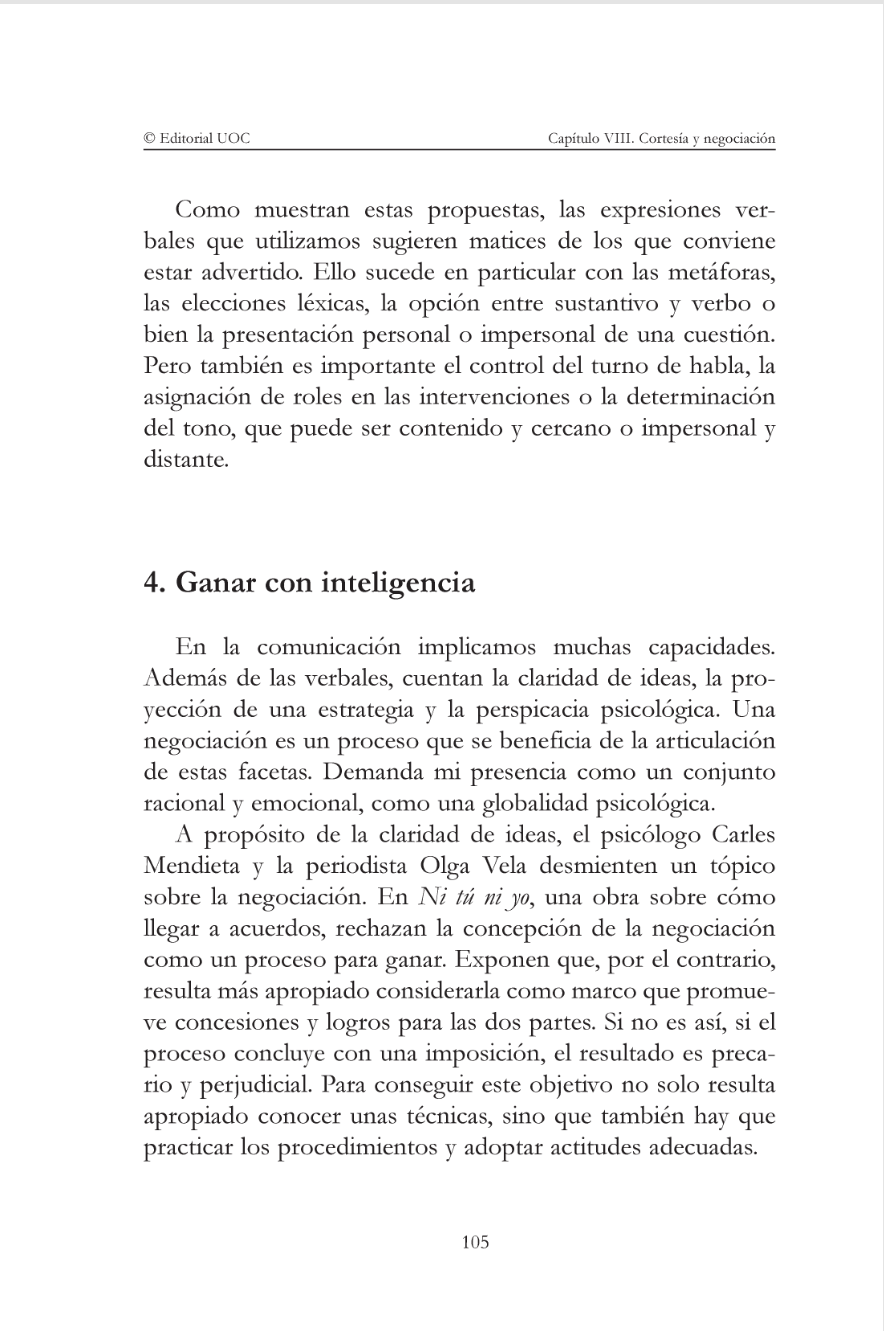 © Editorial UOC
Capítulo VIII. Cortesía y negociación
Como muestran estas propuestas, las expresiones ver-
bales que utilizamos sugieren matices de los que conviene
estar advertido. Ello sucede en particular con las metáforas,
las elecciones léxicas, la opción entre sustantivo y verbo o
bien la presentación personal o impersonal de una cuestión.
Pero también es importante el control del turno de habla, la
asignación de roles en las intervenciones o la determinación
del tono, que puede ser contenido y cercano o impersonal y
distante.
4. Ganar con inteligencia
En la comunicación implicamos muchas capacidades.
Además de las verbales, cuentan la claridad de ideas, la pro-
yección de una estrategia y la perspicacia psicológica. Una
negociación es un proceso que se beneficia de la articulación
de estas facetas. Demanda mi presencia como un conjunto
racional y emocional, como una globalidad psicológica.
A propósito de la claridad de ideas, el psicólogo Carles
Mendieta y la periodista Olga Vela desmienten un tópico
sobre la negociación. En Ni tú ni yo, una obra sobre cómo
llegar a acuerdos, rechazan la concepción de la negociación
como un proceso para ganar. Exponen que, por el contrario,
resulta más apropiado considerarla como marco que promue-
ve concesiones y logros para las dos partes. Si no es así, si el
proceso concluye con una imposición, el resultado es preca-
rio y perjudicial. Para conseguir este objetivo no solo resulta
apropiado conocer unas técnicas, sino que también hay que
practicar los procedimientos y adoptar actitudes adecuadas.
105